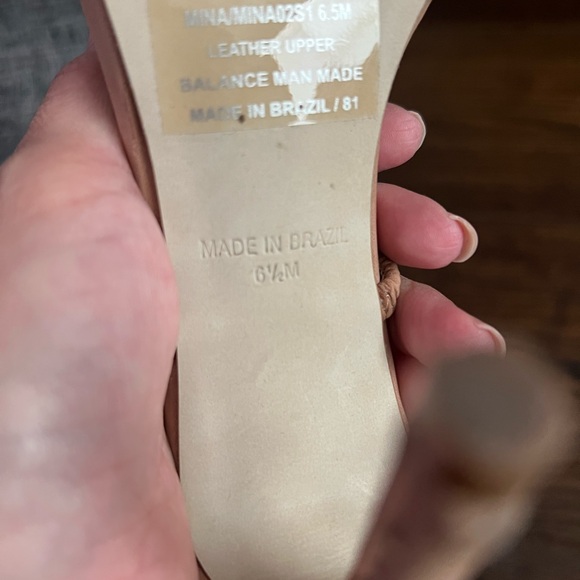 MINA/MINA02S1 6.5M
LEATHER UPPER
BALANCE MAN MADE
MADE IN BRAZIL / 81
MADE IN BRAZIL
6½M